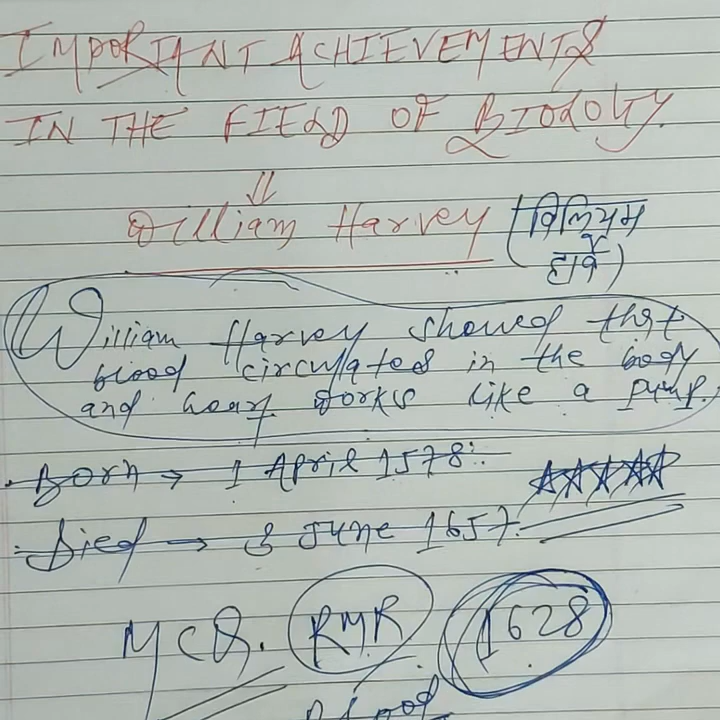 IMPORTANT ACHIEVEMENTS
IN THE FIELD OF BIOLOGY.
William Harvey (विलियम
हार्वे)
William Harvey showed that
blood circulated in the body
and heart works like a pump.
Born → 1 April 1578:
Died → 3 June 1657.
MCQ. RMR 1628
Blood